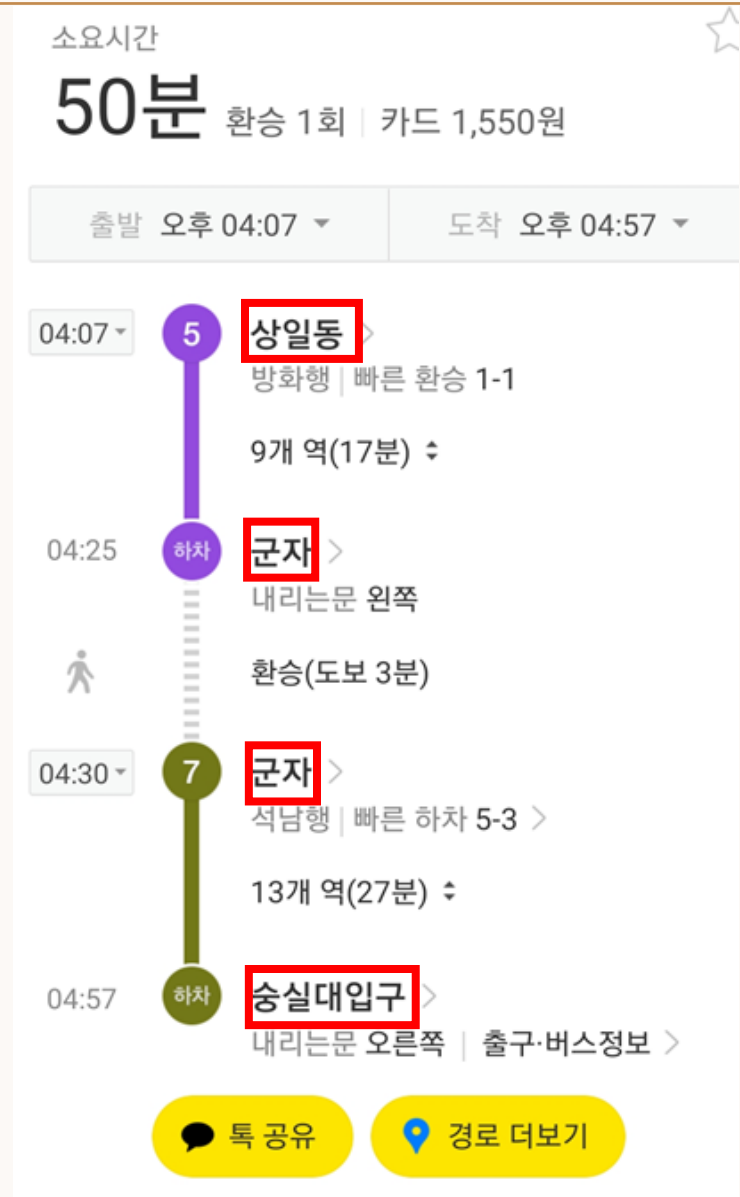 소요시간
50분 환승 1회 | 카드 1,550원
출발 오후 04:07 도착 오후 04:57
04:07 5 상일동
방화행 | 빠른 환승 1-1
9개 역(17분)
04:25 하차 군자
내리는문 왼쪽
환승(도보 3분)
04:30 7 군자
석남행 | 빠른 하차 5-3
13개 역(27분)
04:57 하차 숭실대입구
내리는문 오른쪽 | 출구·버스정보
톡 공유 경로 더보기